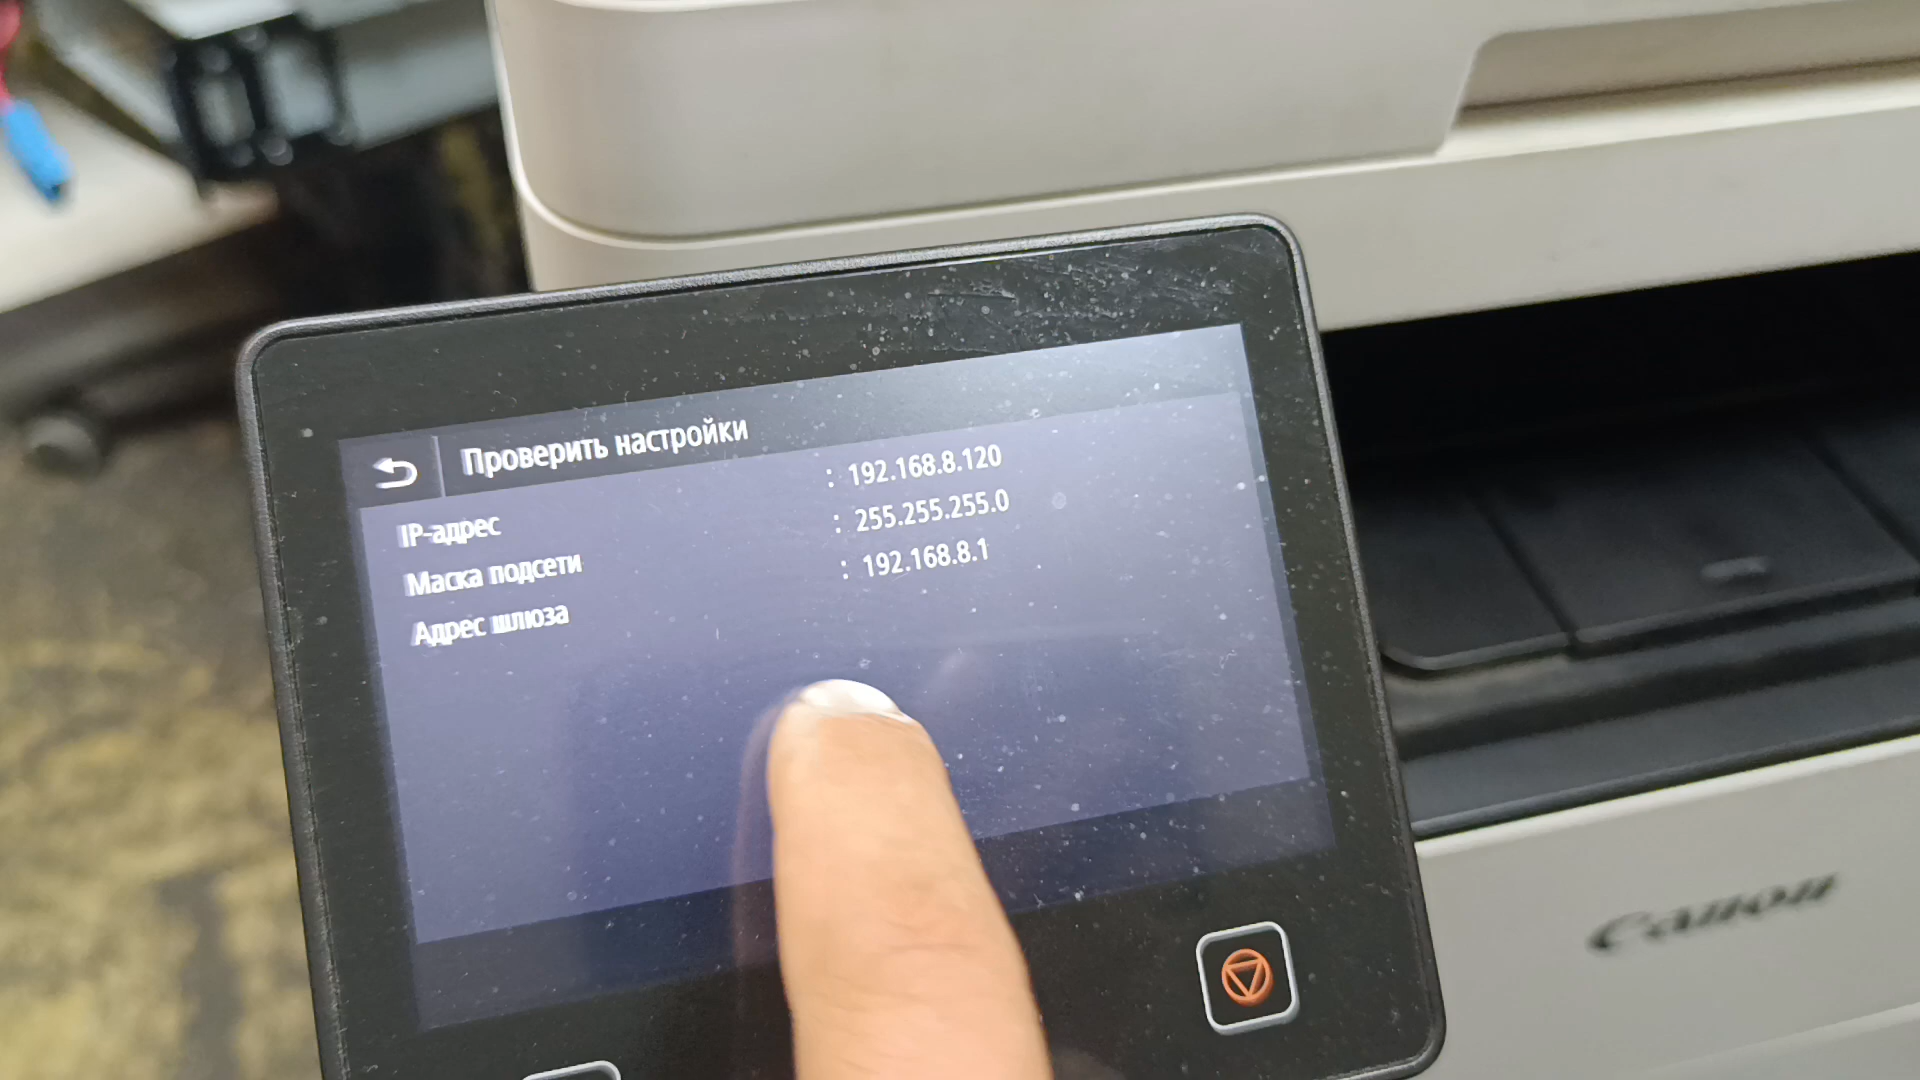 Проверить настройки
IP-адрес : 192.168.8.120
Маска подсети : 255.255.255.0
Адрес шлюза : 192.168.8.1
Canon